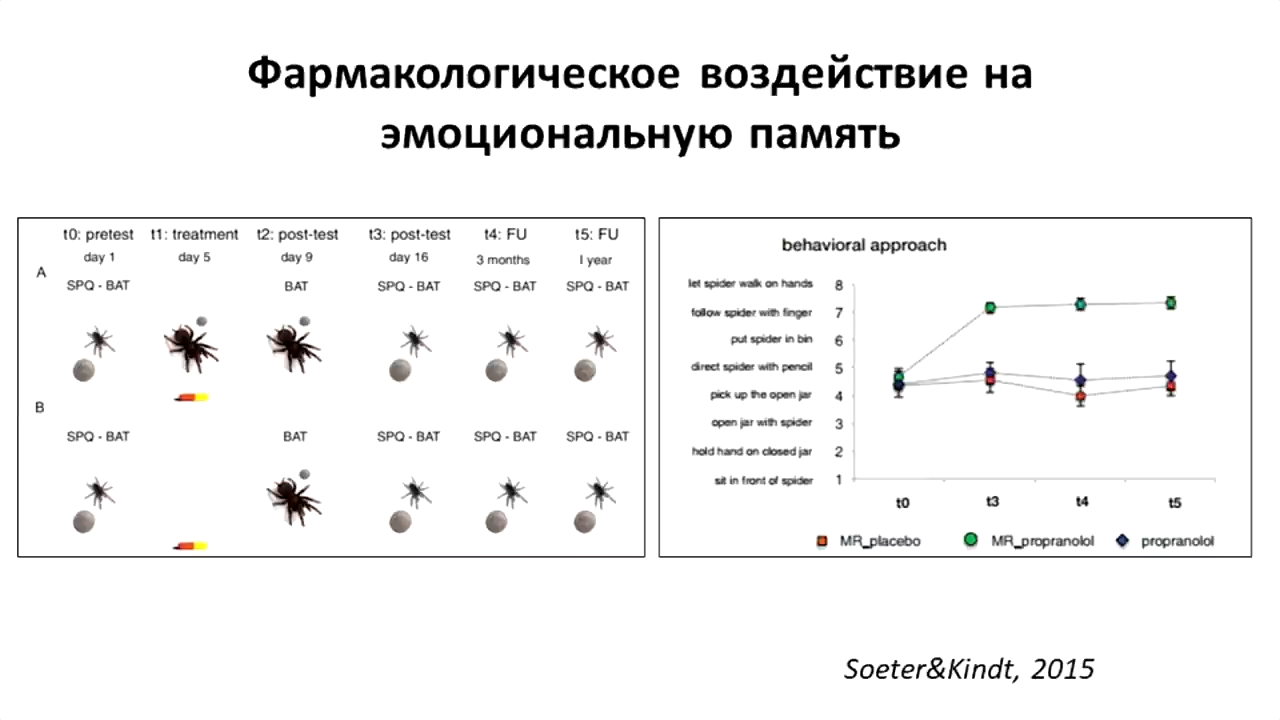 Фармакологическое воздействие на
эмоциональную память
t0: pretest t1: treatment t2: post-test t3: post-test t4: FU t5: FU
day 1 day 5 day 9 day 16 3 months 1 year
A
SPQ - BAT BAT SPQ - BAT SPQ - BAT SPQ - BAT
B
SPQ - BAT BAT SPQ - BAT SPQ - BAT SPQ - BAT
behavioral approach
let spider walk on hands 8
follow spider with finger 7
put spider in bin 6
direct spider with pencil 5
pick up the open jar 4
open jar with spider 3
hold hand on closed jar 2
sit in front of spider 1
t0 t3 t4 t5
MR_placebo MR_propranolol propranolol
Soeter&Kindt, 2015